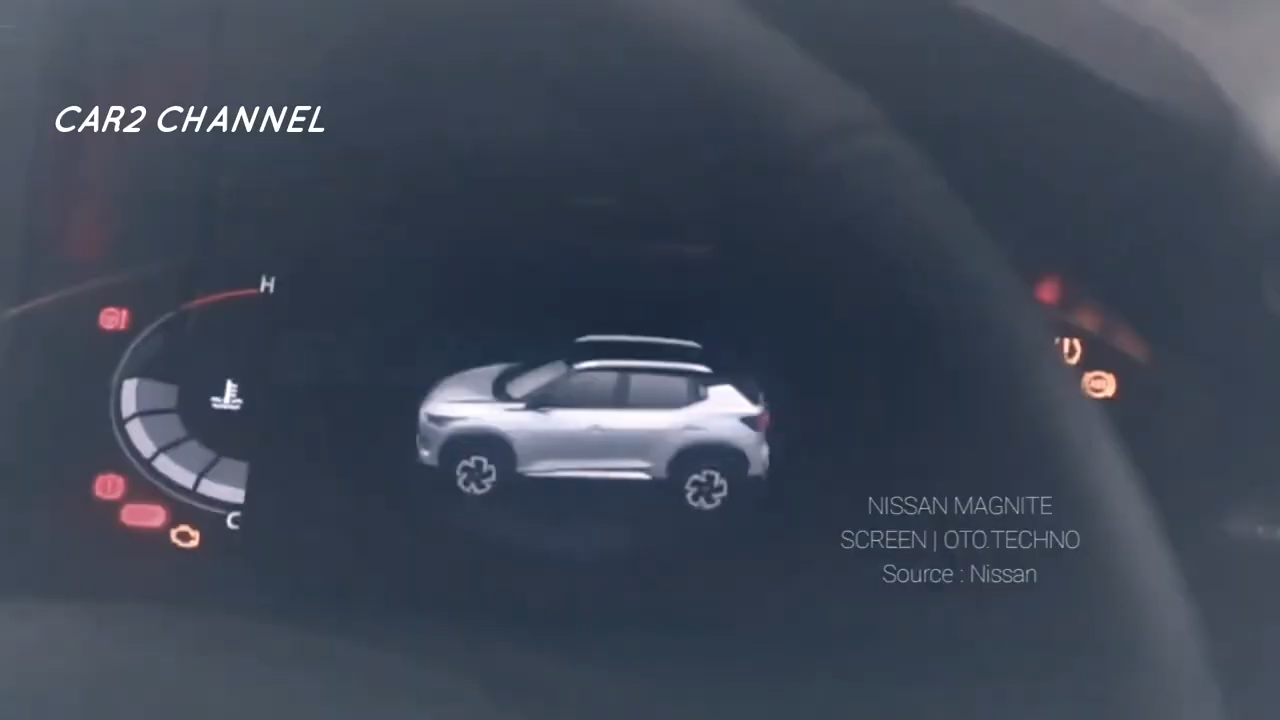 CAR2 CHANNEL
H
C
NISSAN MAGNITE
SCREEN | OTO.TECHNO
Source : Nissan